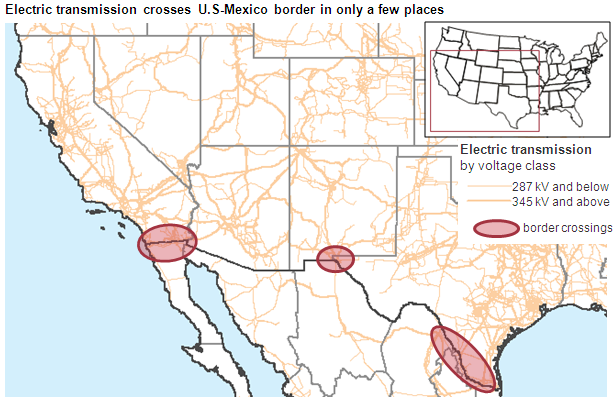 Electric transmission crosses U.S-Mexico border in only a few places
Electric transmission
by voltage class
287 kV and below
345 kV and above
border crossings